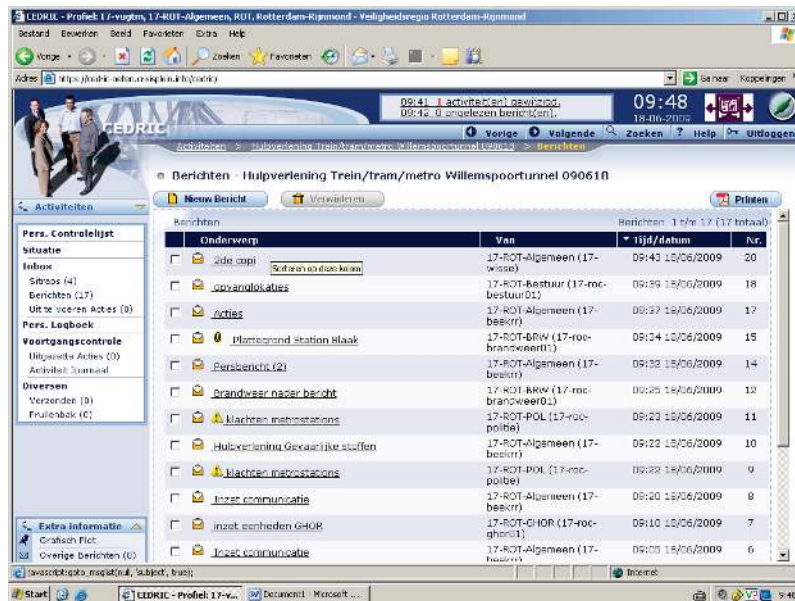 CEDRIC - Profiel: 17-vugtm, 17-ROT-Algemeen, ROT, Rotterdam-Rijnmond - Veiligheidsregio Rotterdam-Rijnmond
Bestand Bewerken Beeld Favorieten Extra Help
Vorige Zoeken Favorieten
Adres Ga naar Koppelingen
09:41 1 activiteit(en) gewijzigd.
09:42 0 ongelezen bericht(en).
09:48
18-06-2009
CEDRIC
Vorige Volgende Zoeken Help Uitloggen
Activiteiten > Hulpverlening Trein/tram/metro Willemspoortunnel 090618 > Berichten
Berichten - Hulpverlening Trein/tram/metro Willemspoortunnel 090618
Activiteiten
Nieuw Bericht Verwijderen Printen
Berichten Berichten 1 t/m 17 (17 totaal)
Onderwerp Van Tijd/datum Nr.
Pers. Controlelijst
Situatie
Inbox
Sitraps (4)
Berichten (17)
Uit te voeren Acties (0)
Pers. Logboek
Voortgangscontrole
Uitgezette Acties (0)
Activiteit Journaal
Diversen
Verzonden (0)
Prullenbak (0)
Extra informatie
Grafisch Plot
Overige Berichten (0)
2de copi 17-ROT-Algemeen (17-wisse) 09:43 18/06/2009 20
Sorteren op deze kolom
opvanglokaties 17-ROT-Bestuur (17-roc-bestuur01) 09:39 18/06/2009 18
Acties 17-ROT-Algemeen (17-beekrr) 09:37 18/06/2009 17
Plattegrond Station Blaak 17-ROT-BRW (17-roc-brandweer01) 09:34 18/06/2009 15
Persbericht (2) 17-ROT-Algemeen (17-beekrr) 09:32 18/06/2009 14
Brandweer nader bericht 17-ROT-BRW (17-roc-brandweer01) 09:25 18/06/2009 12
klachten metrostations 17-ROT-POL (17-roc-politie) 09:23 18/06/2009 11
Hulpverlening Gevaarlijke stoffen 17-ROT-Algemeen (17-beekrr) 09:22 18/06/2009 10
klachten metrostations 17-ROT-POL (17-roc-politie) 09:22 18/06/2009 9
Inzet communicatie 17-ROT-Algemeen (17-beekrr) 09:20 18/06/2009 8
inzet eenheden GHOR 17-ROT-GHOR (17-roc-ghor01) 09:10 18/06/2009 7
Inzet communicatie 17-ROT-Algemeen (17-beekrr) 09:05 18/06/2009 6
javascript:goto_msglist(null, 'subject', true); Internet
Start CEDRIC - Profiel: 17-v... Document1 - Microsoft ... 9:48